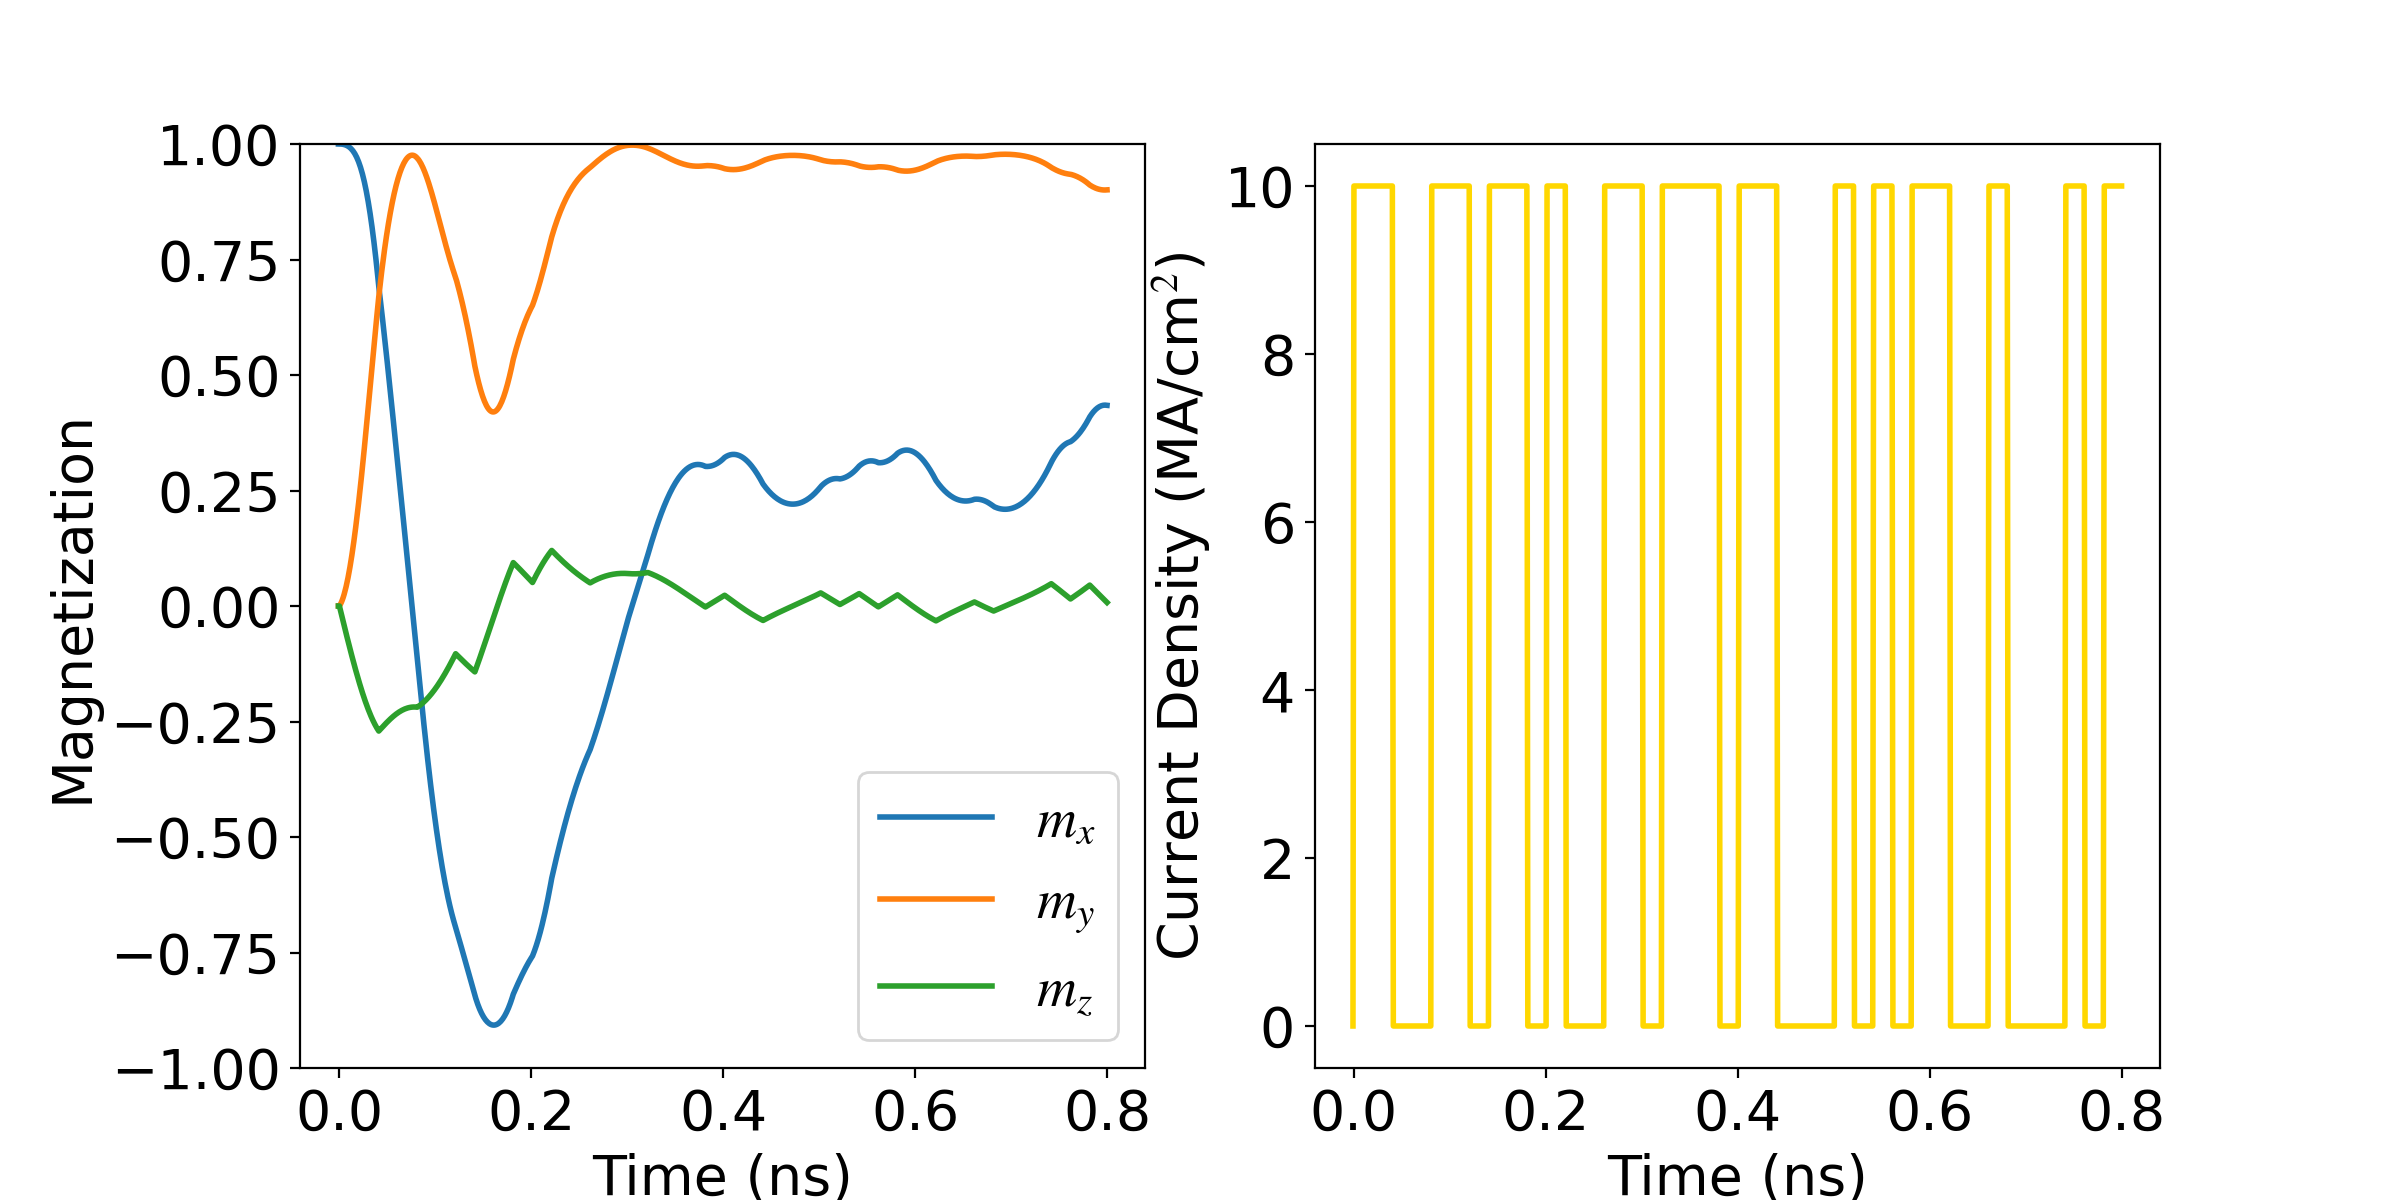 1.00
0.75
0.50
0.25
0.00
−0.25
−0.50
−0.75
−1.00
Magnetization
0.0 0.2 0.4 0.6 0.8
Time (ns)
m_x
m_y
m_z
10
8
6
4
2
0
Current Density (MA/cm²)
0.0 0.2 0.4 0.6 0.8
Time (ns)